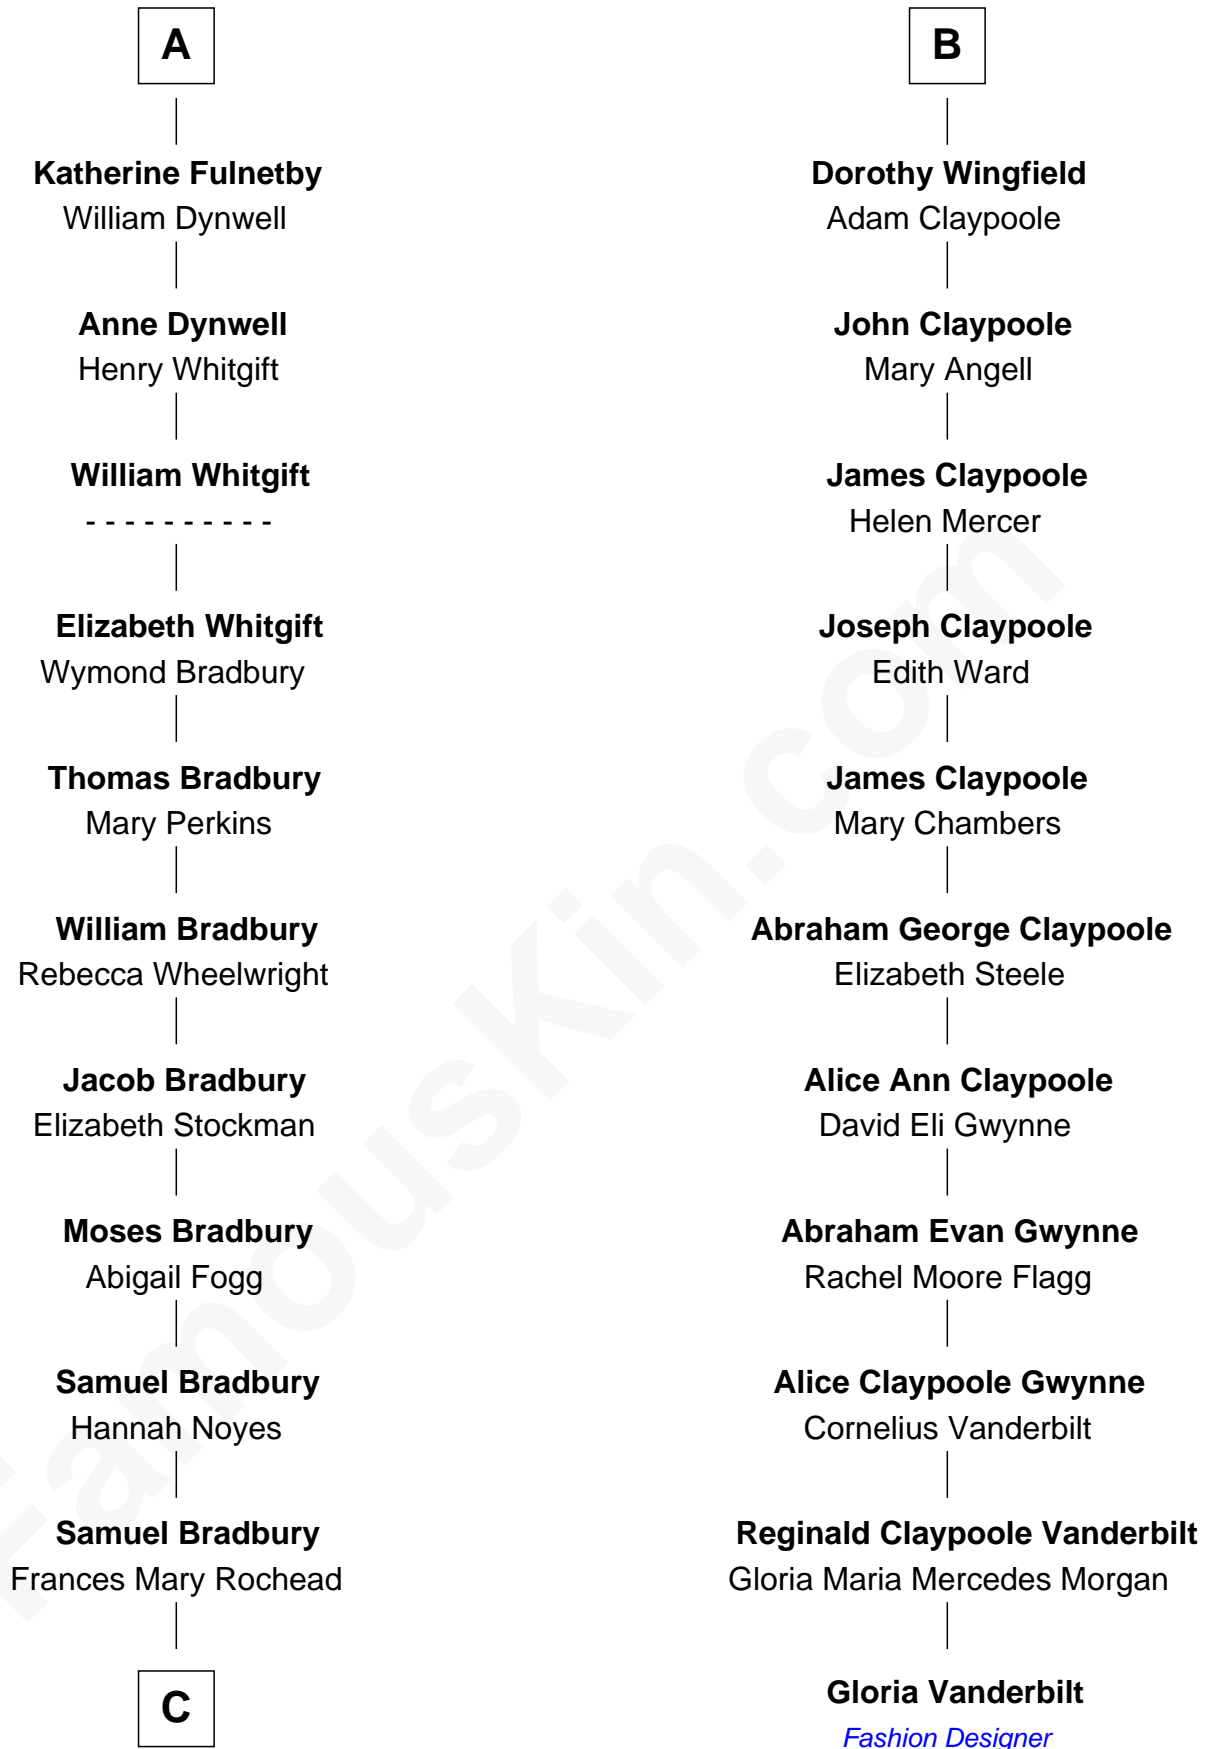 A
Katherine Fulnetby
William Dynwell
Anne Dynwell
Henry Whitgift
William Whitgift
- - - - - - - - - -
Elizabeth Whitgift
Wymond Bradbury
Thomas Bradbury
Mary Perkins
William Bradbury
Rebecca Wheelwright
Jacob Bradbury
Elizabeth Stockman
Moses Bradbury
Abigail Fogg
Samuel Bradbury
Hannah Noyes
Samuel Bradbury
Frances Mary Rochead
C
B
Dorothy Wingfield
Adam Claypoole
John Claypoole
Mary Angell
James Claypoole
Helen Mercer
Joseph Claypoole
Edith Ward
James Claypoole
Mary Chambers
Abraham George Claypoole
Elizabeth Steele
Alice Ann Claypoole
David Eli Gwynne
Abraham Evan Gwynne
Rachel Moore Flagg
Alice Claypoole Gwynne
Cornelius Vanderbilt
Reginald Claypoole Vanderbilt
Gloria Maria Mercedes Morgan
Gloria Vanderbilt
Fashion Designer
FamousKin.com